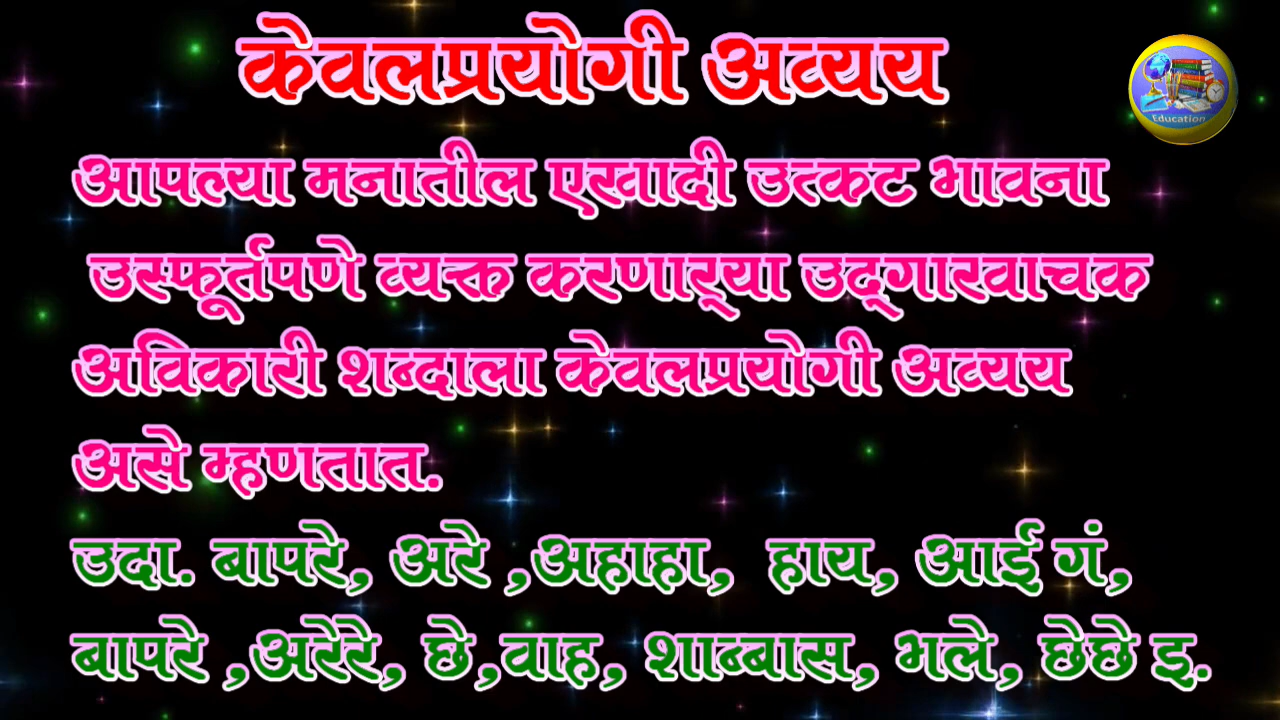 केवलप्रयोगी अव्यय
Education
आपल्या मनातील एखादी उत्कट भावना
उस्फूर्तपणे व्यक्त करणाऱ्या उद्‌गारवाचक
अविकारी शब्दाला केवलप्रयोगी अव्यय
असे म्हणतात.
उदा. बापरे, अरे ,अहाहा, हाय, आई गं,
बापरे ,अरेरे, छे,वाह, शाब्बास, भले, छेछे इ.